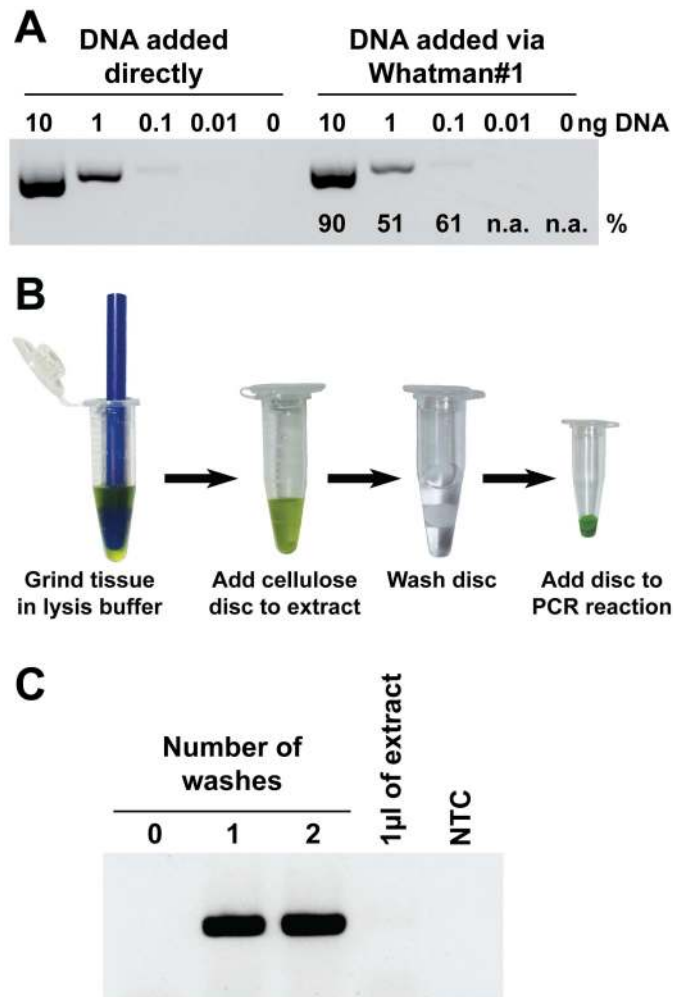 A
DNA added
directly
DNA added via
Whatman#1
10 1 0.1 0.01 0
10 1 0.1 0.01 0 ng DNA
90 51 61 n.a. n.a. %
B
Grind tissue
in lysis buffer
Add cellulose
disc to extract
Wash disc
Add disc to
PCR reaction
C
Number of
washes
0 1 2
1µl of extract
NTC